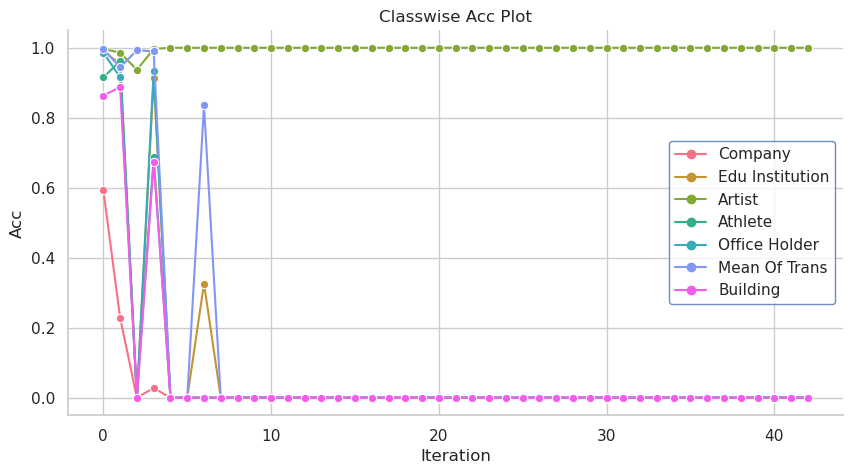 Classwise Acc Plot
1.0
0.8
0.6
0.4
0.2
0.0
Acc
Company
Edu Institution
Artist
Athlete
Office Holder
Mean Of Trans
Building
0 10 20 30 40
Iteration